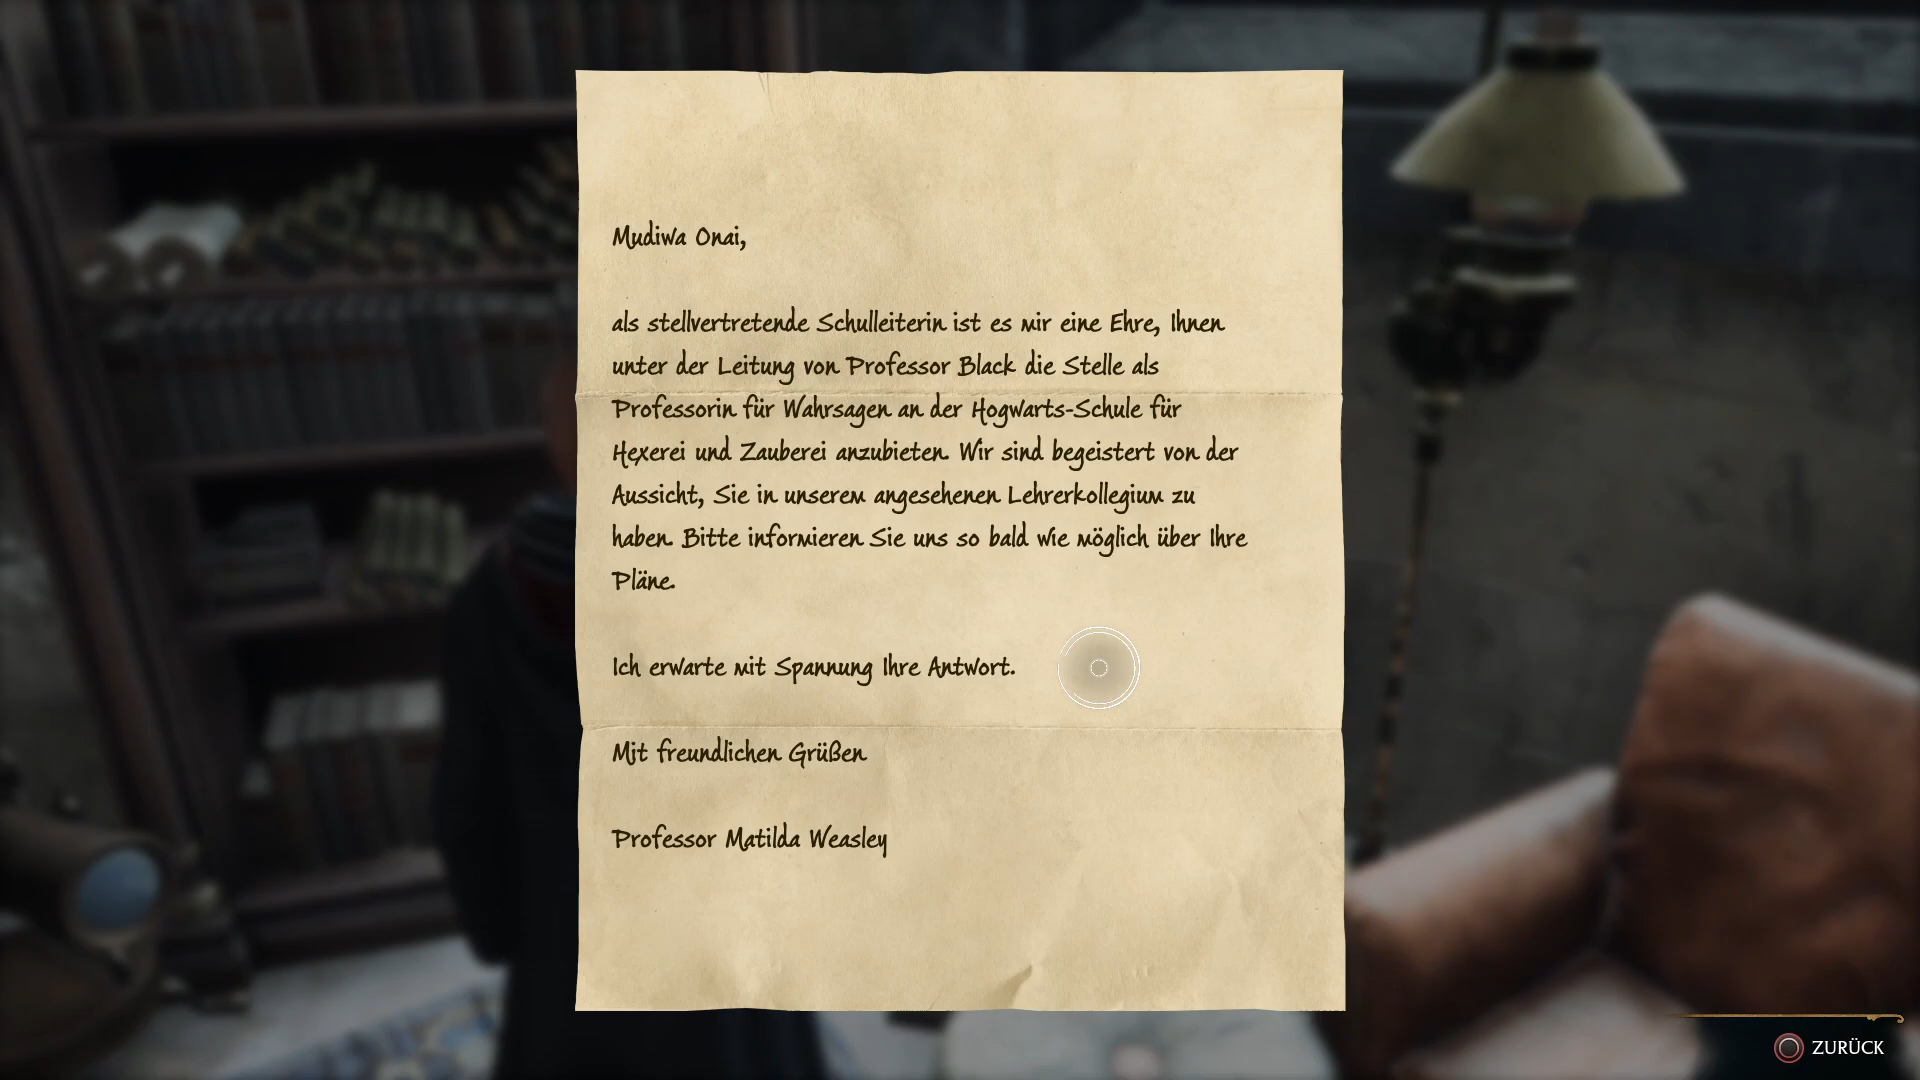 Mudiwa Onai,
als stellvertretende Schulleiterin ist es mir eine Ehre, Ihnen
unter der Leitung von Professor Black die Stelle als
Professorin für Wahrsagen an der Hogwarts-Schule für
Hexerei und Zauberei anzubieten. Wir sind begeistert von der
Aussicht, Sie in unserem angesehenen Lehrerkollegium zu
haben. Bitte informieren Sie uns so bald wie möglich über Ihre
Pläne.
Ich erwarte mit Spannung Ihre Antwort.
Mit freundlichen Grüßen
Professor Matilda Weasley
ZURÜCK